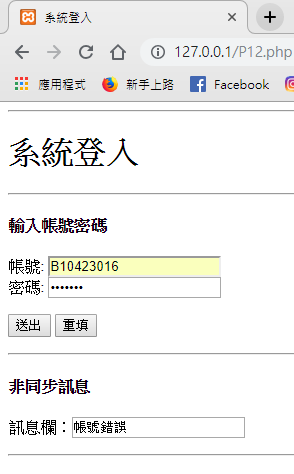 系統登入
127.0.0.1/P12.php
應用程式 新手上路 Facebook
系統登入
輸入帳號密碼
帳號: B10423016
密碼: •••••••
送出 重填
非同步訊息
訊息欄：帳號錯誤